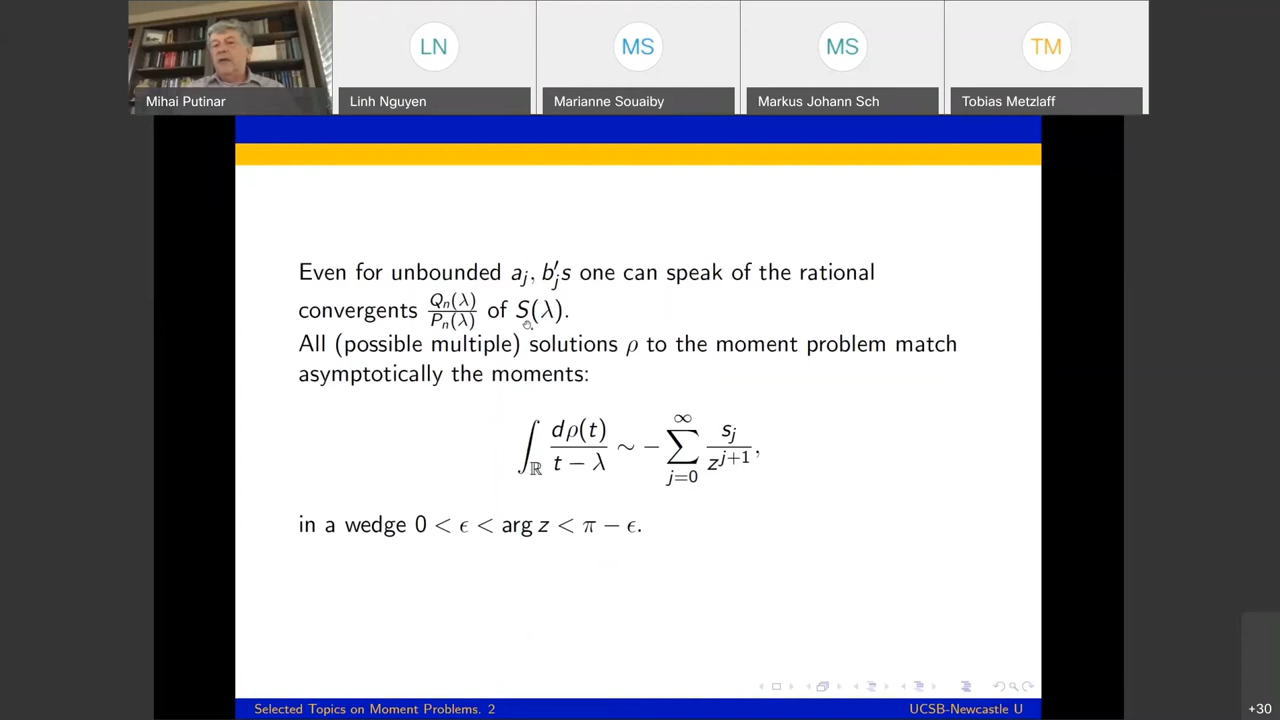 LN
MS
MS
TM
Mihai Putinar
Linh Nguyen
Marianne Souaiby
Markus Johann Sch
Tobias Metzlaff
Even for unbounded a_j, b'_j s one can speak of the rational
convergents Q_n(λ)/P_n(λ) of S(λ).
All (possible multiple) solutions ρ to the moment problem match
asymptotically the moments:
∫_ℝ dρ(t)/(t − λ) ∼ − ∑_{j=0}^{∞} s_j/z^{j+1},
in a wedge 0 < ϵ < arg z < π − ϵ.
Selected Topics on Moment Problems. 2
UCSB-Newcastle U
+30